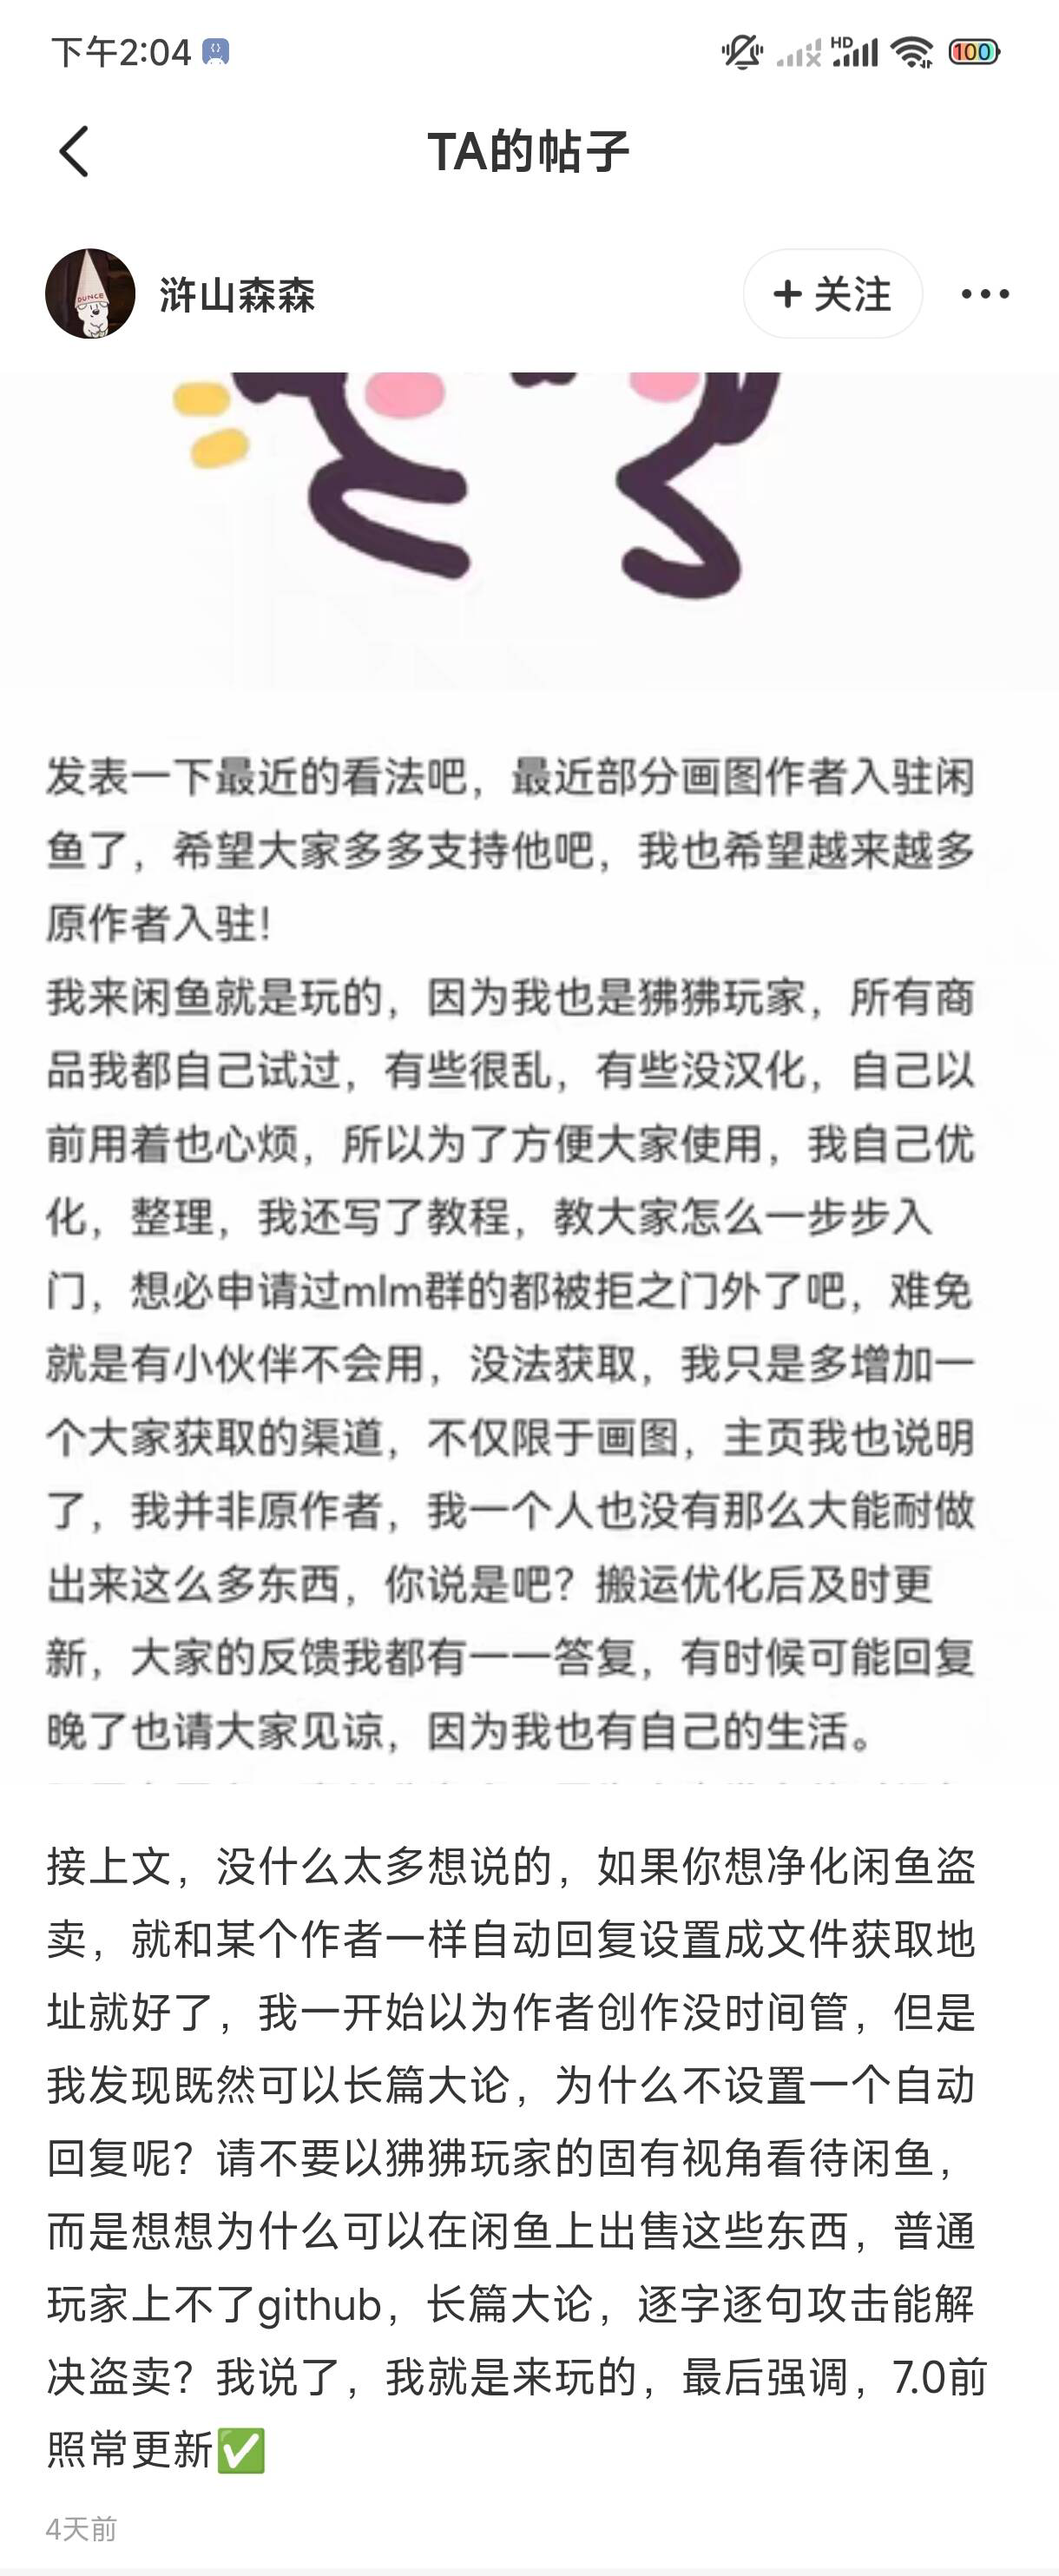 下午2:04
HD
100
TA的帖子
DUNCE
浒山森森
+ 关注
发表一下最近的看法吧，最近部分画图作者入驻闲
鱼了，希望大家多多支持他吧，我也希望越来越多
原作者入驻！
我来闲鱼就是玩的，因为我也是狒狒玩家，所有商
品我都自己试过，有些很乱，有些没汉化，自己以
前用着也心烦，所以为了方便大家使用，我自己优
化，整理，我还写了教程，教大家怎么一步步入
门，想必申请过mlm群的都被拒之门外了吧，难免
就是有小伙伴不会用，没法获取，我只是多增加一
个大家获取的渠道，不仅限于画图，主页我也说明
了，我并非原作者，我一个人也没有那么大能耐做
出来这么多东西，你说是吧？搬运优化后及时更
新，大家的反馈我都有一一答复，有时候可能回复
晚了也请大家见谅，因为我也有自己的生活。
接上文，没什么太多想说的，如果你想净化闲鱼盗
卖，就和某个作者一样自动回复设置成文件获取地
址就好了，我一开始以为作者创作没时间管，但是
我发现既然可以长篇大论，为什么不设置一个自动
回复呢？请不要以狒狒玩家的固有视角看待闲鱼，
而是想想为什么可以在闲鱼上出售这些东西，普通
玩家上不了github，长篇大论，逐字逐句攻击能解
决盗卖？我说了，我就是来玩的，最后强调，7.0前
照常更新✅
4天前